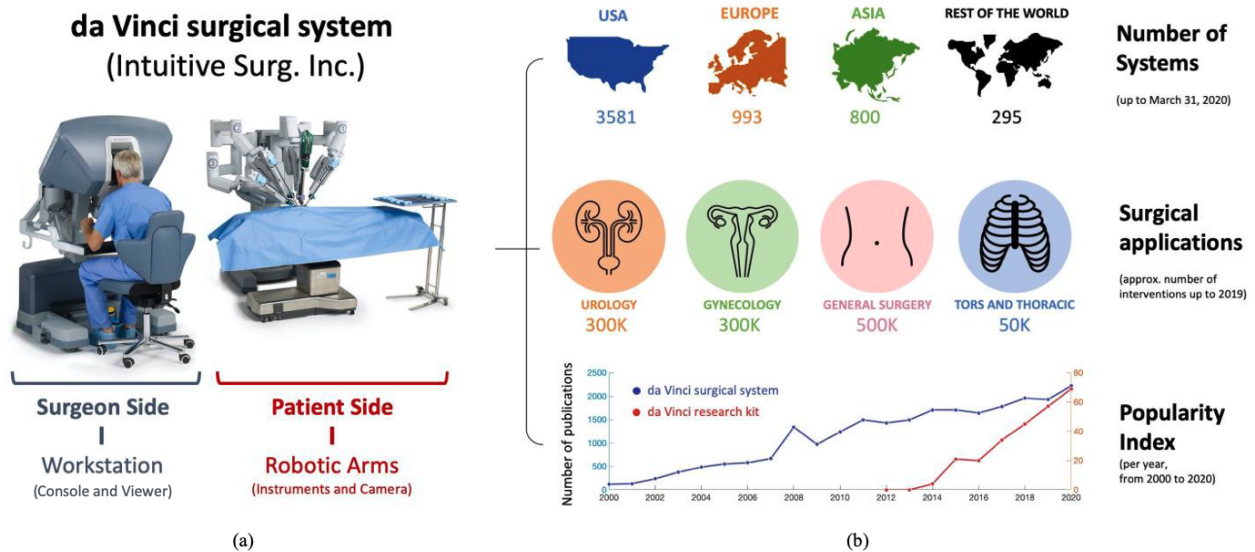 da Vinci surgical system
(Intuitive Surg. Inc.)
Surgeon Side
Workstation
(Console and Viewer)
Patient Side
Robotic Arms
(Instruments and Camera)
(a)
USA
EUROPE
ASIA
REST OF THE WORLD
3581
993
800
295
Number of
Systems
(up to March 31, 2020)
UROLOGY
300K
GYNECOLOGY
300K
GENERAL SURGERY
500K
TORS AND THORACIC
50K
Surgical
applications
(approx. number of
interventions up to 2019)
Number of publications
2500
2000
1500
1000
500
0
da Vinci surgical system
da Vinci research kit
80
60
40
20
0
2000 2002 2004 2006 2008 2010 2012 2014 2016 2018 2020
Popularity
Index
(per year,
from 2000 to 2020)
(b)